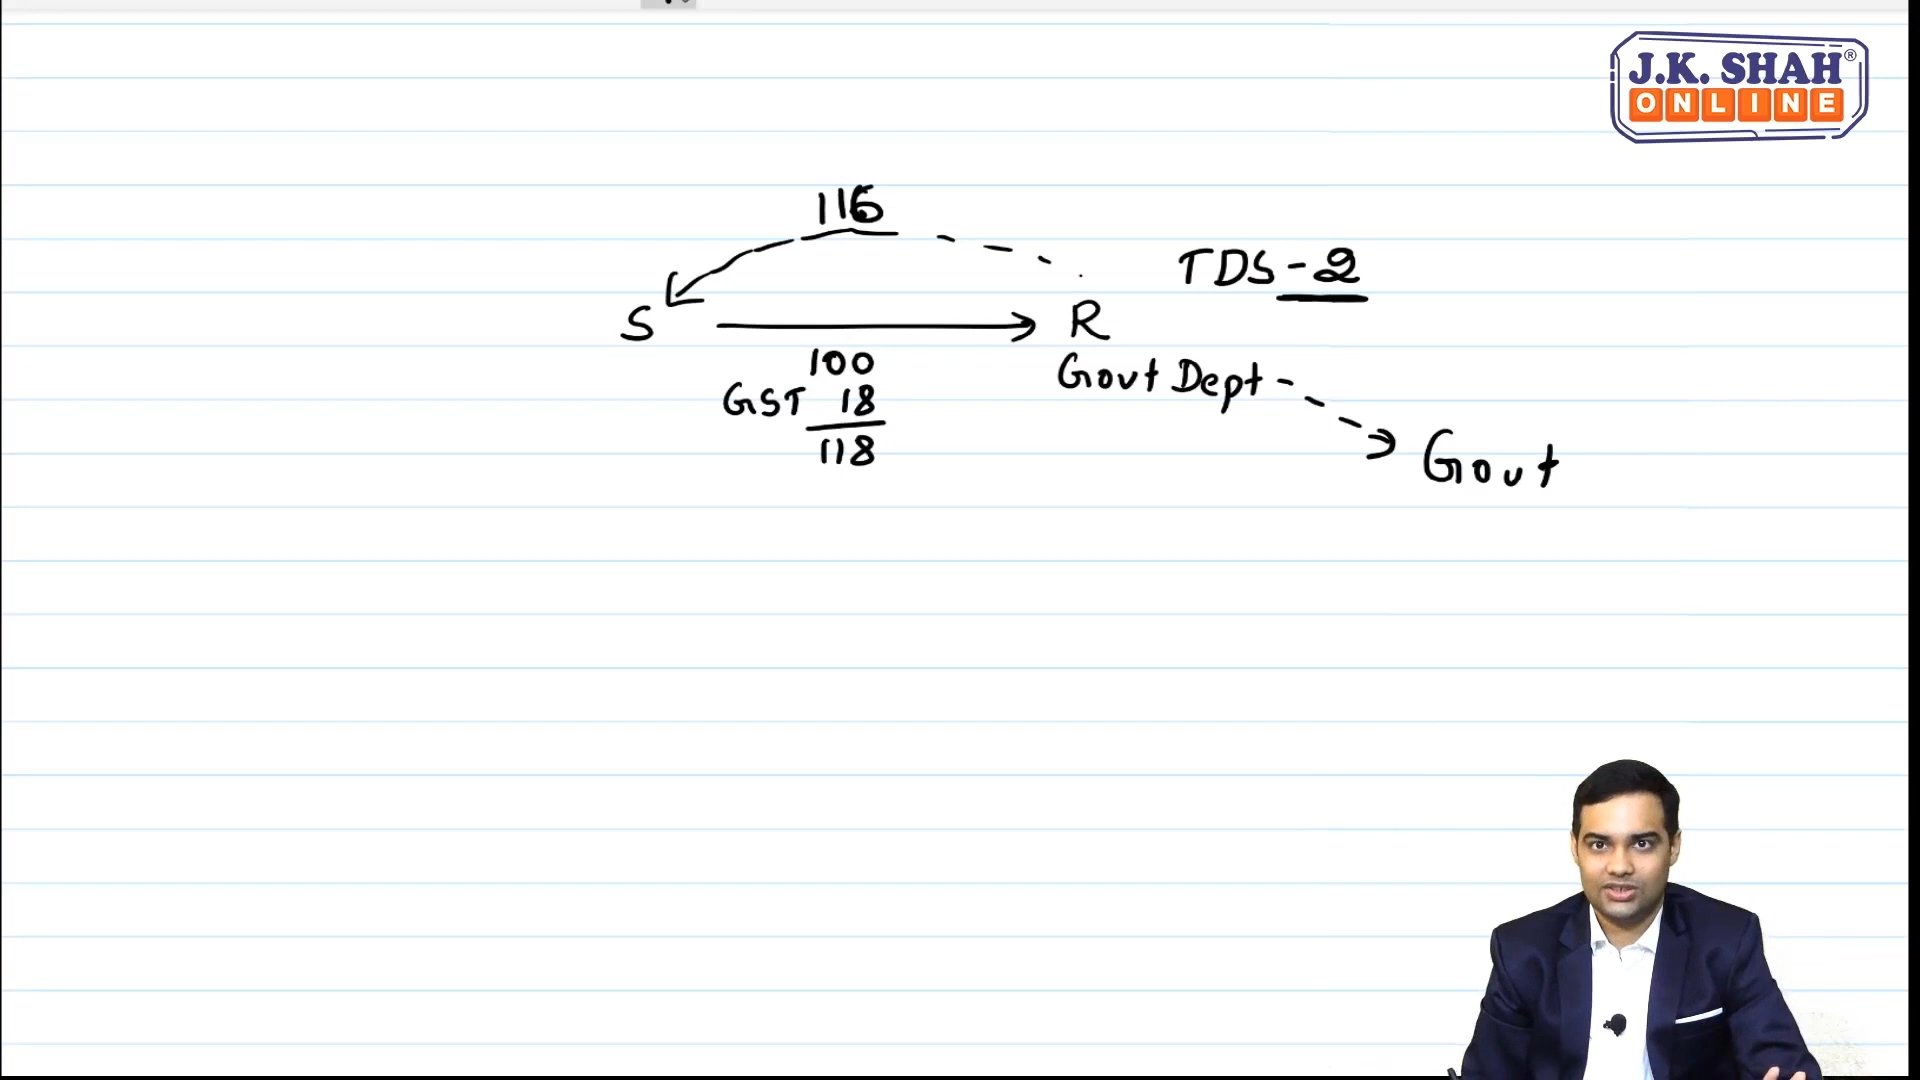 J.K. SHAH®
ONLINE
116
TDS - 2
S
R
100
Govt Dept
GST 18
118
Govt